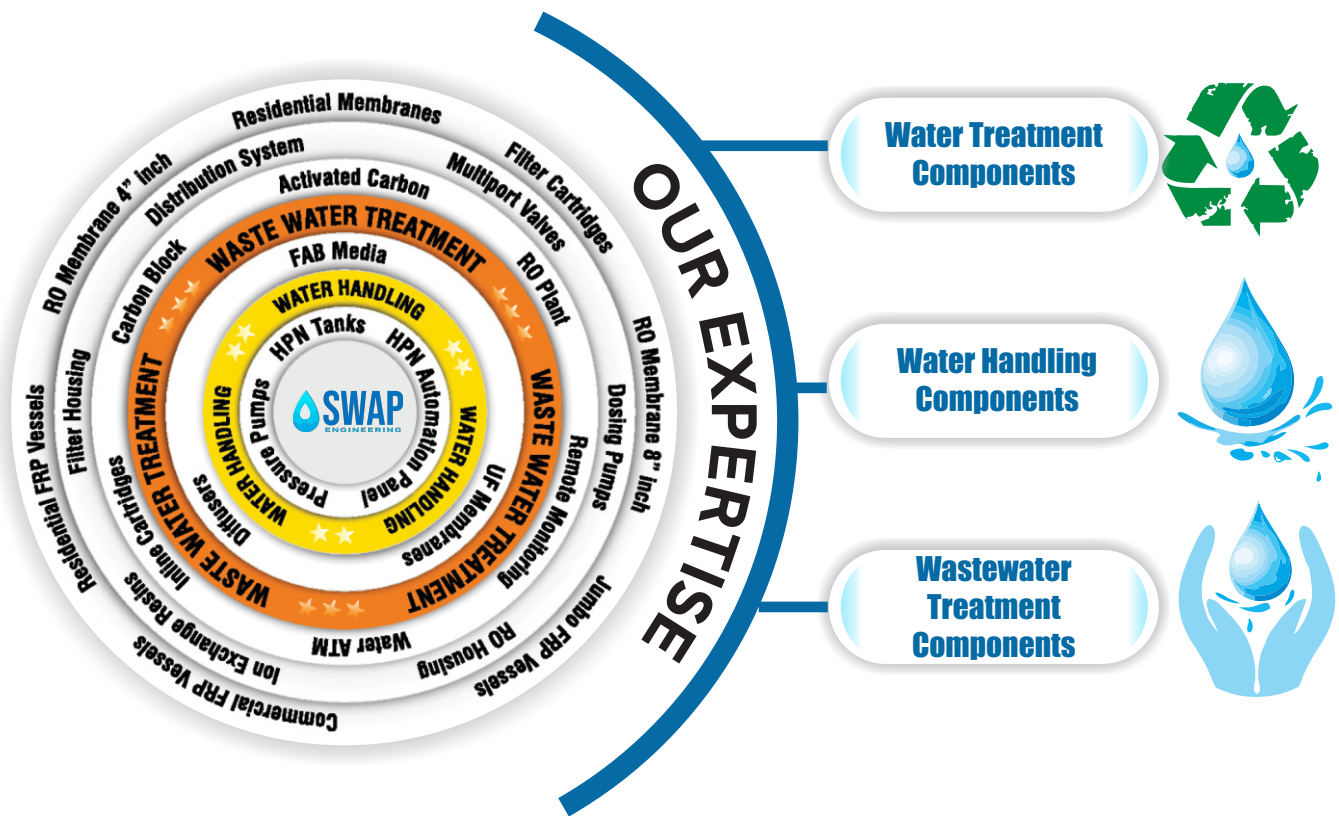 Residential Membranes
Filter Cartridges
RO Membrane 8” inch
Jumbo FRP Vessels
Commercial FRP Vessels
Residential FRP Vessels
RO Membrane 4” inch
Distribution System
Multiport Valves
Dosing Pumps
RO Housing
Ion Exchange Resins
Filter Housing
Activated Carbon
RO Plant
Remote Monitoring
Water ATM
Inline Cartridges
Carbon Block
WASTE WATER TREATMENT
WASTE WATER TREATMENT
WASTE WATER TREATMENT
FAB Media
UF Membranes
Diffusers
WATER HANDLING
WATER HANDLING
WATER HANDLING
HPN Tanks
HPN Automation Panel
Pressure Pumps
SWAP
ENGINEERING
OUR EXPERTISE
Water Treatment
Components
Water Handling
Components
Wastewater
Treatment
Components